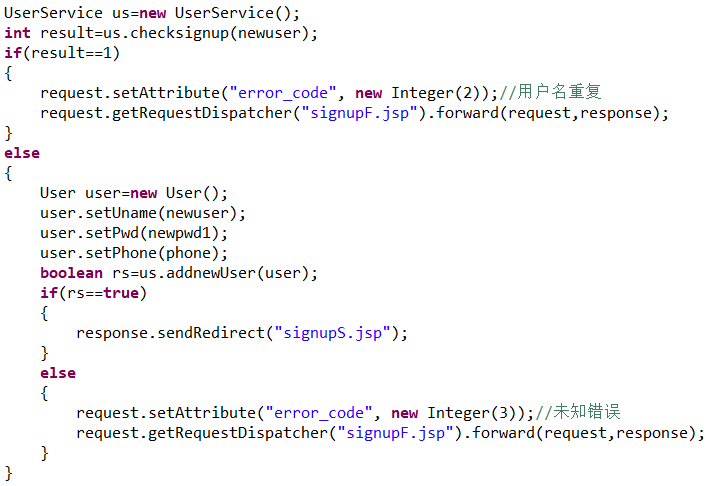 UserService us=new UserService();
int result=us.checksignup(newuser);
if(result==1)
{
    request.setAttribute("error_code", new Integer(2));//用户名重复
    request.getRequestDispatcher("signupF.jsp").forward(request,response);
}
else
{
    User user=new User();
    user.setUname(newuser);
    user.setPwd(newpwd1);
    user.setPhone(phone);
    boolean rs=us.addnewUser(user);
    if(rs==true)
    {
        response.sendRedirect("signupS.jsp");
    }
    else
    {
        request.setAttribute("error_code", new Integer(3));//未知错误
        request.getRequestDispatcher("signupF.jsp").forward(request,response);
    }
}